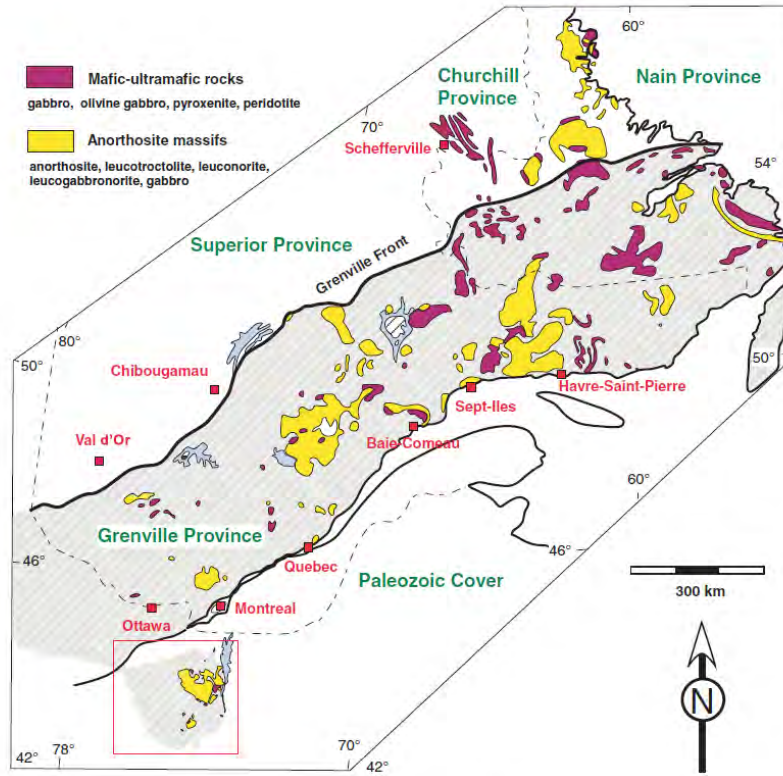 60°
Mafic-ultramafic rocks
gabbro, olivine gabbro, pyroxenite, peridotite
Churchill
Province
Nain Province
70°
Anorthosite massifs
anorthosite, leucotroctolite, leuconorite,
leucogabbronorite, gabbro
Schefferville
54°
Superior Province
Grenville Front
50°
80°
50°
Chibougamau
Havre-Saint-Pierre
Sept-Iles
Val d'Or
Baie-Comeau
60°
Grenville Province
46°
46°
Quebec
Paleozoic Cover
300 km
Montreal
Ottawa
N
42°
78°
70°
42°